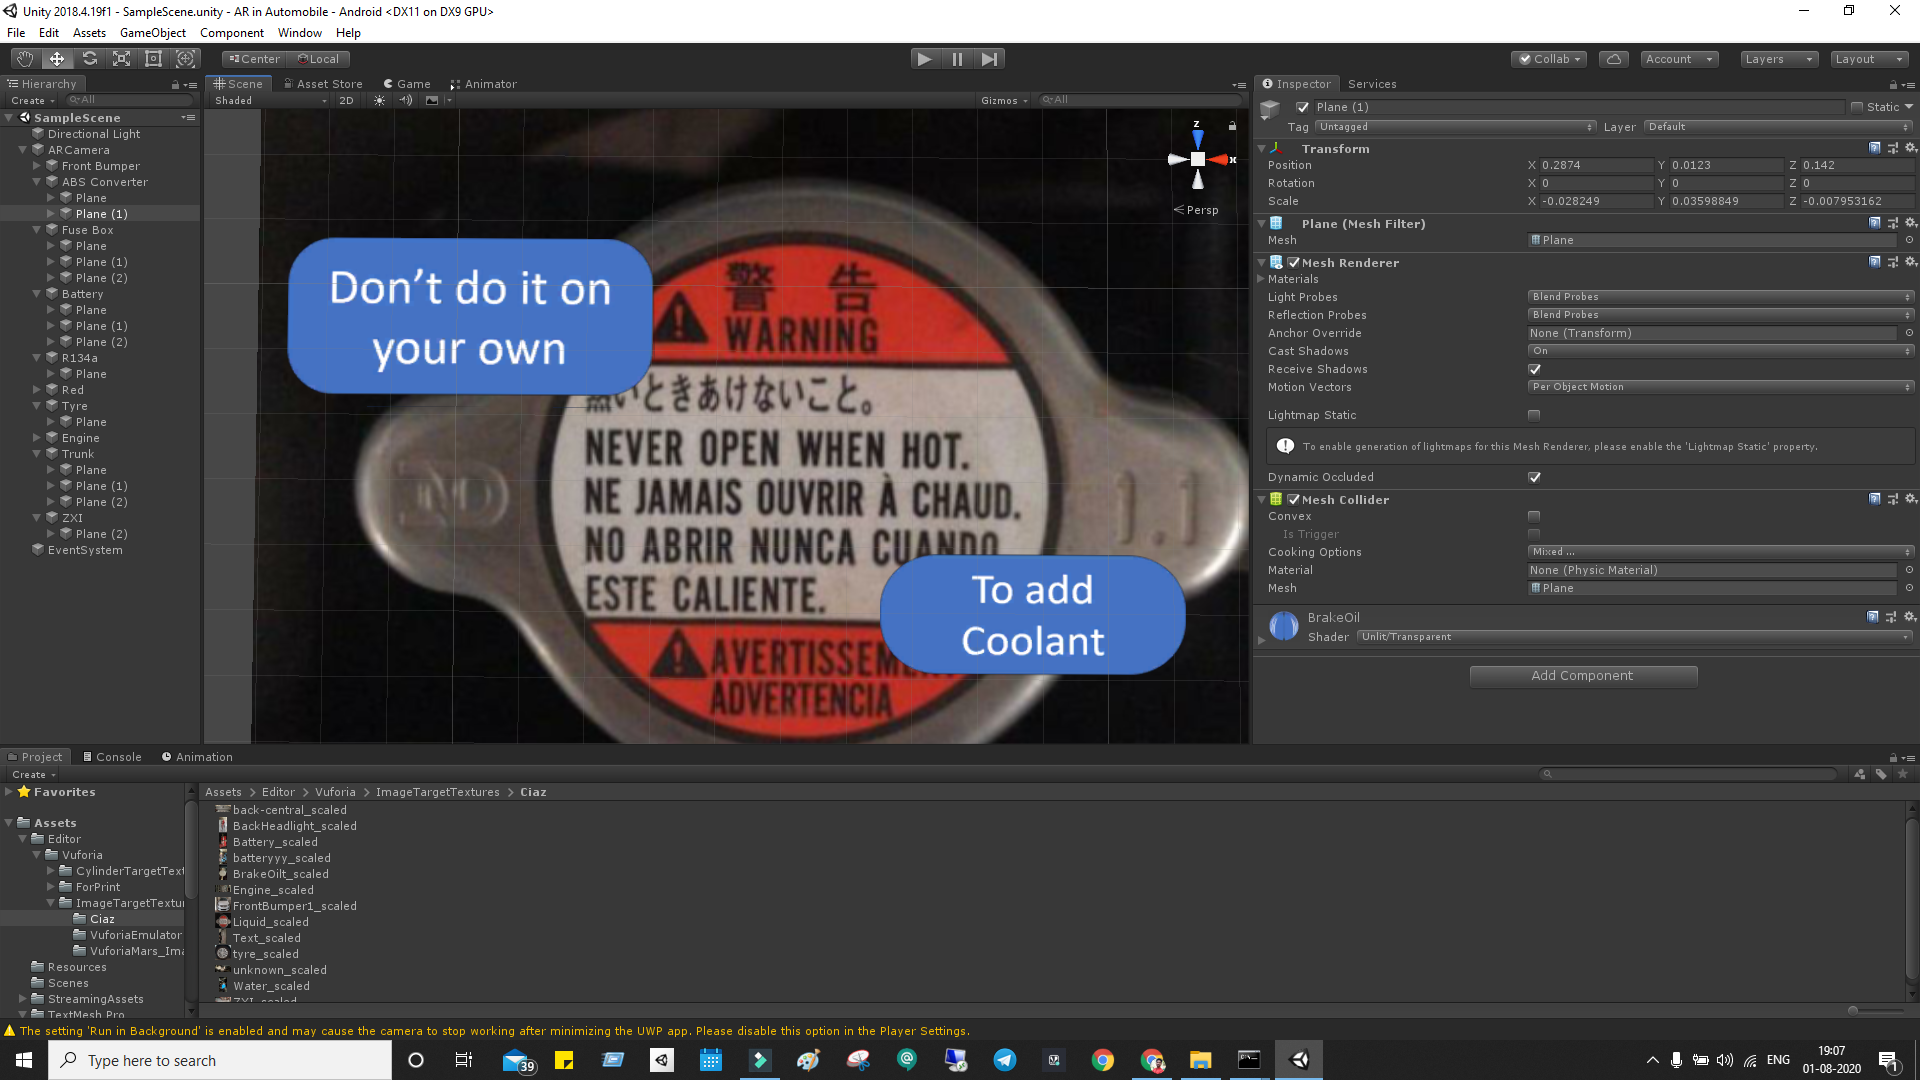 Unity 2018.4.19f1 - SampleScene.unity - AR in Automobile - Android <DX11 on DX9 GPU>
File Edit Assets GameObject Component Window Help
Center Local
Collab Account Layers Layout
Hierarchy
Create All
SampleScene
Directional Light
ARCamera
Front Bumper
ABS Converter
Plane
Plane (1)
Fuse Box
Plane
Plane (1)
Plane (2)
Battery
Plane
Plane (1)
Plane (2)
R134a
Plane
Red
Tyre
Plane
Engine
Trunk
Plane
Plane (1)
Plane (2)
ZXI
Plane (2)
EventSystem
Scene Asset Store Game Animator
Shaded 2D Gizmos All
z
x
Persp
Don't do it on
your own
警 告
WARNING
熱いときあけないこと。
NEVER OPEN WHEN HOT.
NE JAMAIS OUVRIR À CHAUD.
NO ABRIR NUNCA CUANDO
ESTE CALIENTE.
ND
1.1
To add
Coolant
AVERTISSEMENT
ADVERTENCIA
Inspector Services
Plane (1) Static
Tag Untagged Layer Default
Transform
Position X 0.2874 Y 0.0123 Z 0.142
Rotation X 0 Y 0 Z 0
Scale X -0.028249 Y 0.03598849 Z -0.007953162
Plane (Mesh Filter)
Mesh Plane
Mesh Renderer
Materials
Light Probes Blend Probes
Reflection Probes Blend Probes
Anchor Override None (Transform)
Cast Shadows On
Receive Shadows
Motion Vectors Per Object Motion
Lightmap Static
To enable generation of lightmaps for this Mesh Renderer, please enable the 'Lightmap Static' property.
Dynamic Occluded
Mesh Collider
Convex
Is Trigger
Cooking Options Mixed ...
Material None (Physic Material)
Mesh Plane
BrakeOil
Shader Unlit/Transparent
Add Component
Project Console Animation
Create
Favorites
Assets
Editor
Vuforia
CylinderTargetText
ForPrint
ImageTargetTextur
Ciaz
VuforiaEmulator
VuforiaMars_Ima
Resources
Scenes
StreamingAssets
TextMesh Pro
Assets > Editor > Vuforia > ImageTargetTextures > Ciaz
back-central_scaled
BackHeadlight_scaled
Battery_scaled
batteryyy_scaled
BrakeOilt_scaled
Engine_scaled
FrontBumper1_scaled
Liquid_scaled
Text_scaled
tyre_scaled
unknown_scaled
Water_scaled
ZXI_scaled
The setting 'Run in Background' is enabled and may cause the camera to stop working after minimizing the UWP app. Please disable this option in the Player Settings.
Type here to search
39
ENG
19:07
01-08-2020
1